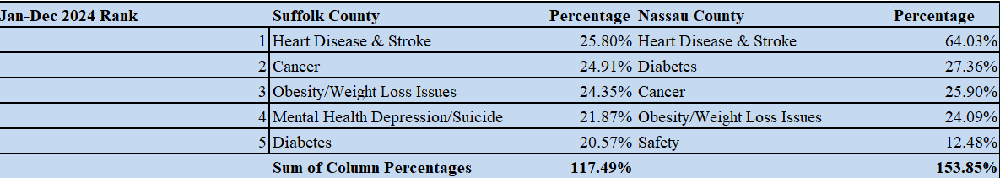 Jan-Dec 2024 Rank Suffolk County Percentage Nassau County Percentage
1 Heart Disease & Stroke 25.80% Heart Disease & Stroke 64.03%
2 Cancer 24.91% Diabetes 27.36%
3 Obesity/Weight Loss Issues 24.35% Cancer 25.90%
4 Mental Health Depression/Suicide 21.87% Obesity/Weight Loss Issues 24.09%
5 Diabetes 20.57% Safety 12.48%
Sum of Column Percentages 117.49% 153.85%